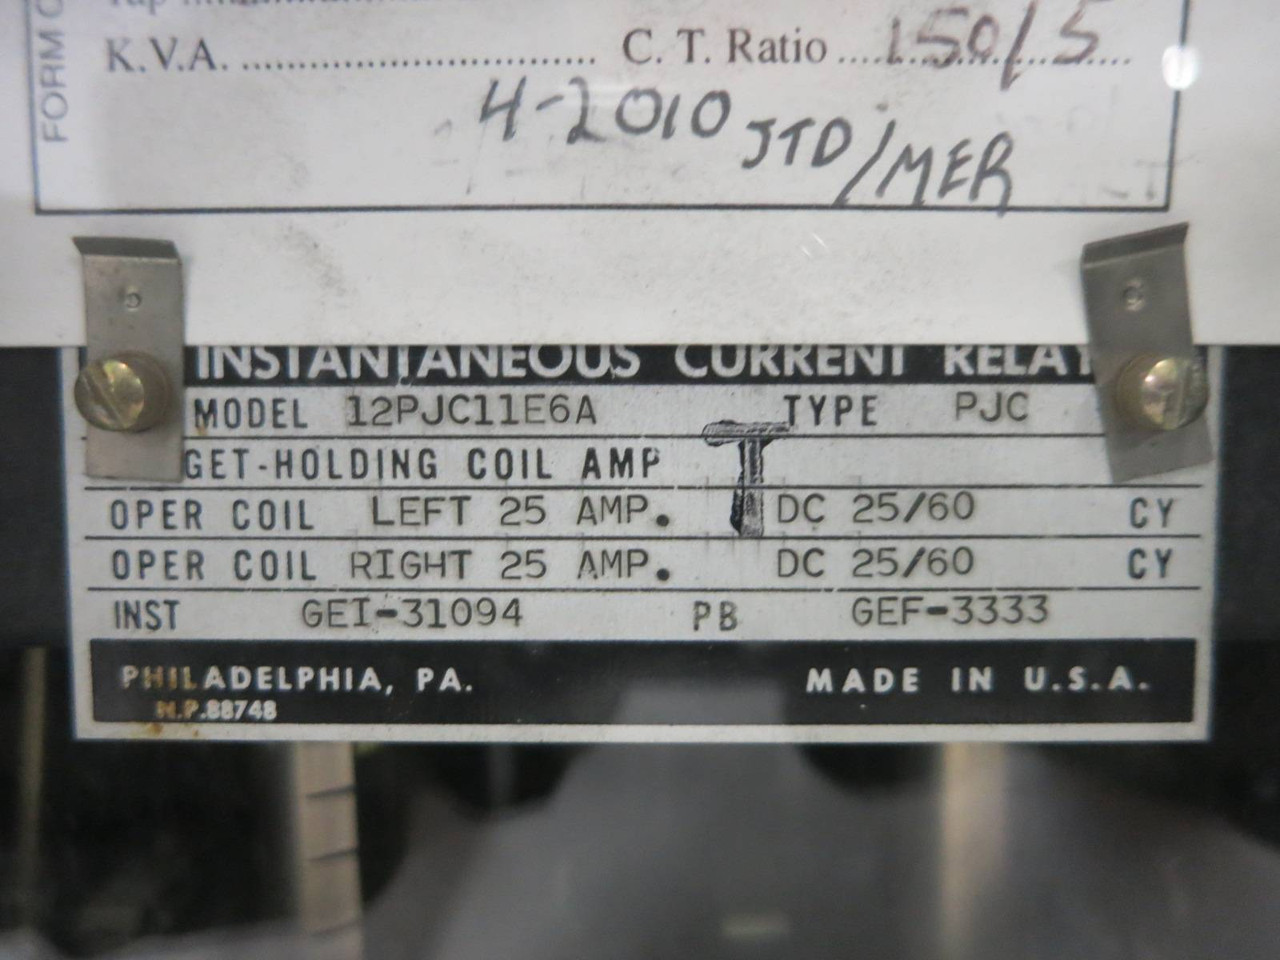 FORM
K.V.A. .................................... C. T. Ratio .... 150/5
4-2010 JTD/MER
INSTANTANEOUS CURRENT RELAY
MODEL 12PJC11E6A TYPE PJC
GET-HOLDING COIL AMP
T
OPER COIL LEFT 25 AMP. DC 25/60 CY
OPER COIL RIGHT 25 AMP. DC 25/60 CY
INST GEI-31094 PB GEF-3333
PHILADELPHIA, PA. MADE IN U.S.A.
N.P.88748